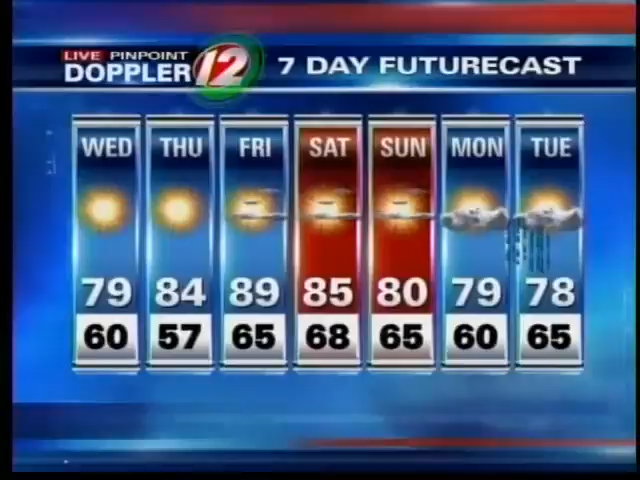 LIVE PINPOINT
DOPPLER 12
7 DAY FUTURECAST
WED THU FRI SAT SUN MON TUE
79 84 89 85 80 79 78
60 57 65 68 65 60 65